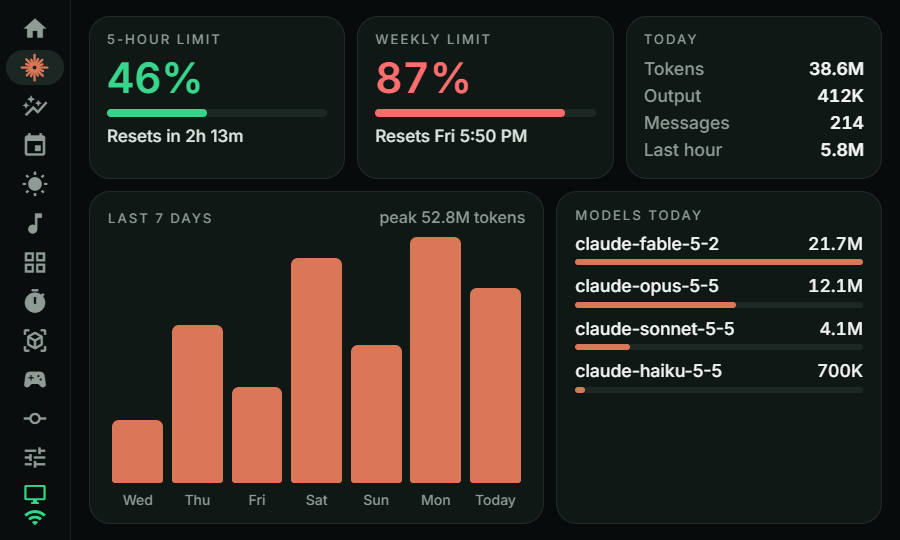 5-HOUR LIMIT
46%
Resets in 2h 13m
WEEKLY LIMIT
87%
Resets Fri 5:50 PM
TODAY
Tokens 38.6M
Output 412K
Messages 214
Last hour 5.8M
LAST 7 DAYS peak 52.8M tokens
Wed Thu Fri Sat Sun Mon Today
MODELS TODAY
claude-fable-5-2 21.7M
claude-opus-5-5 12.1M
claude-sonnet-5-5 4.1M
claude-haiku-5-5 700K